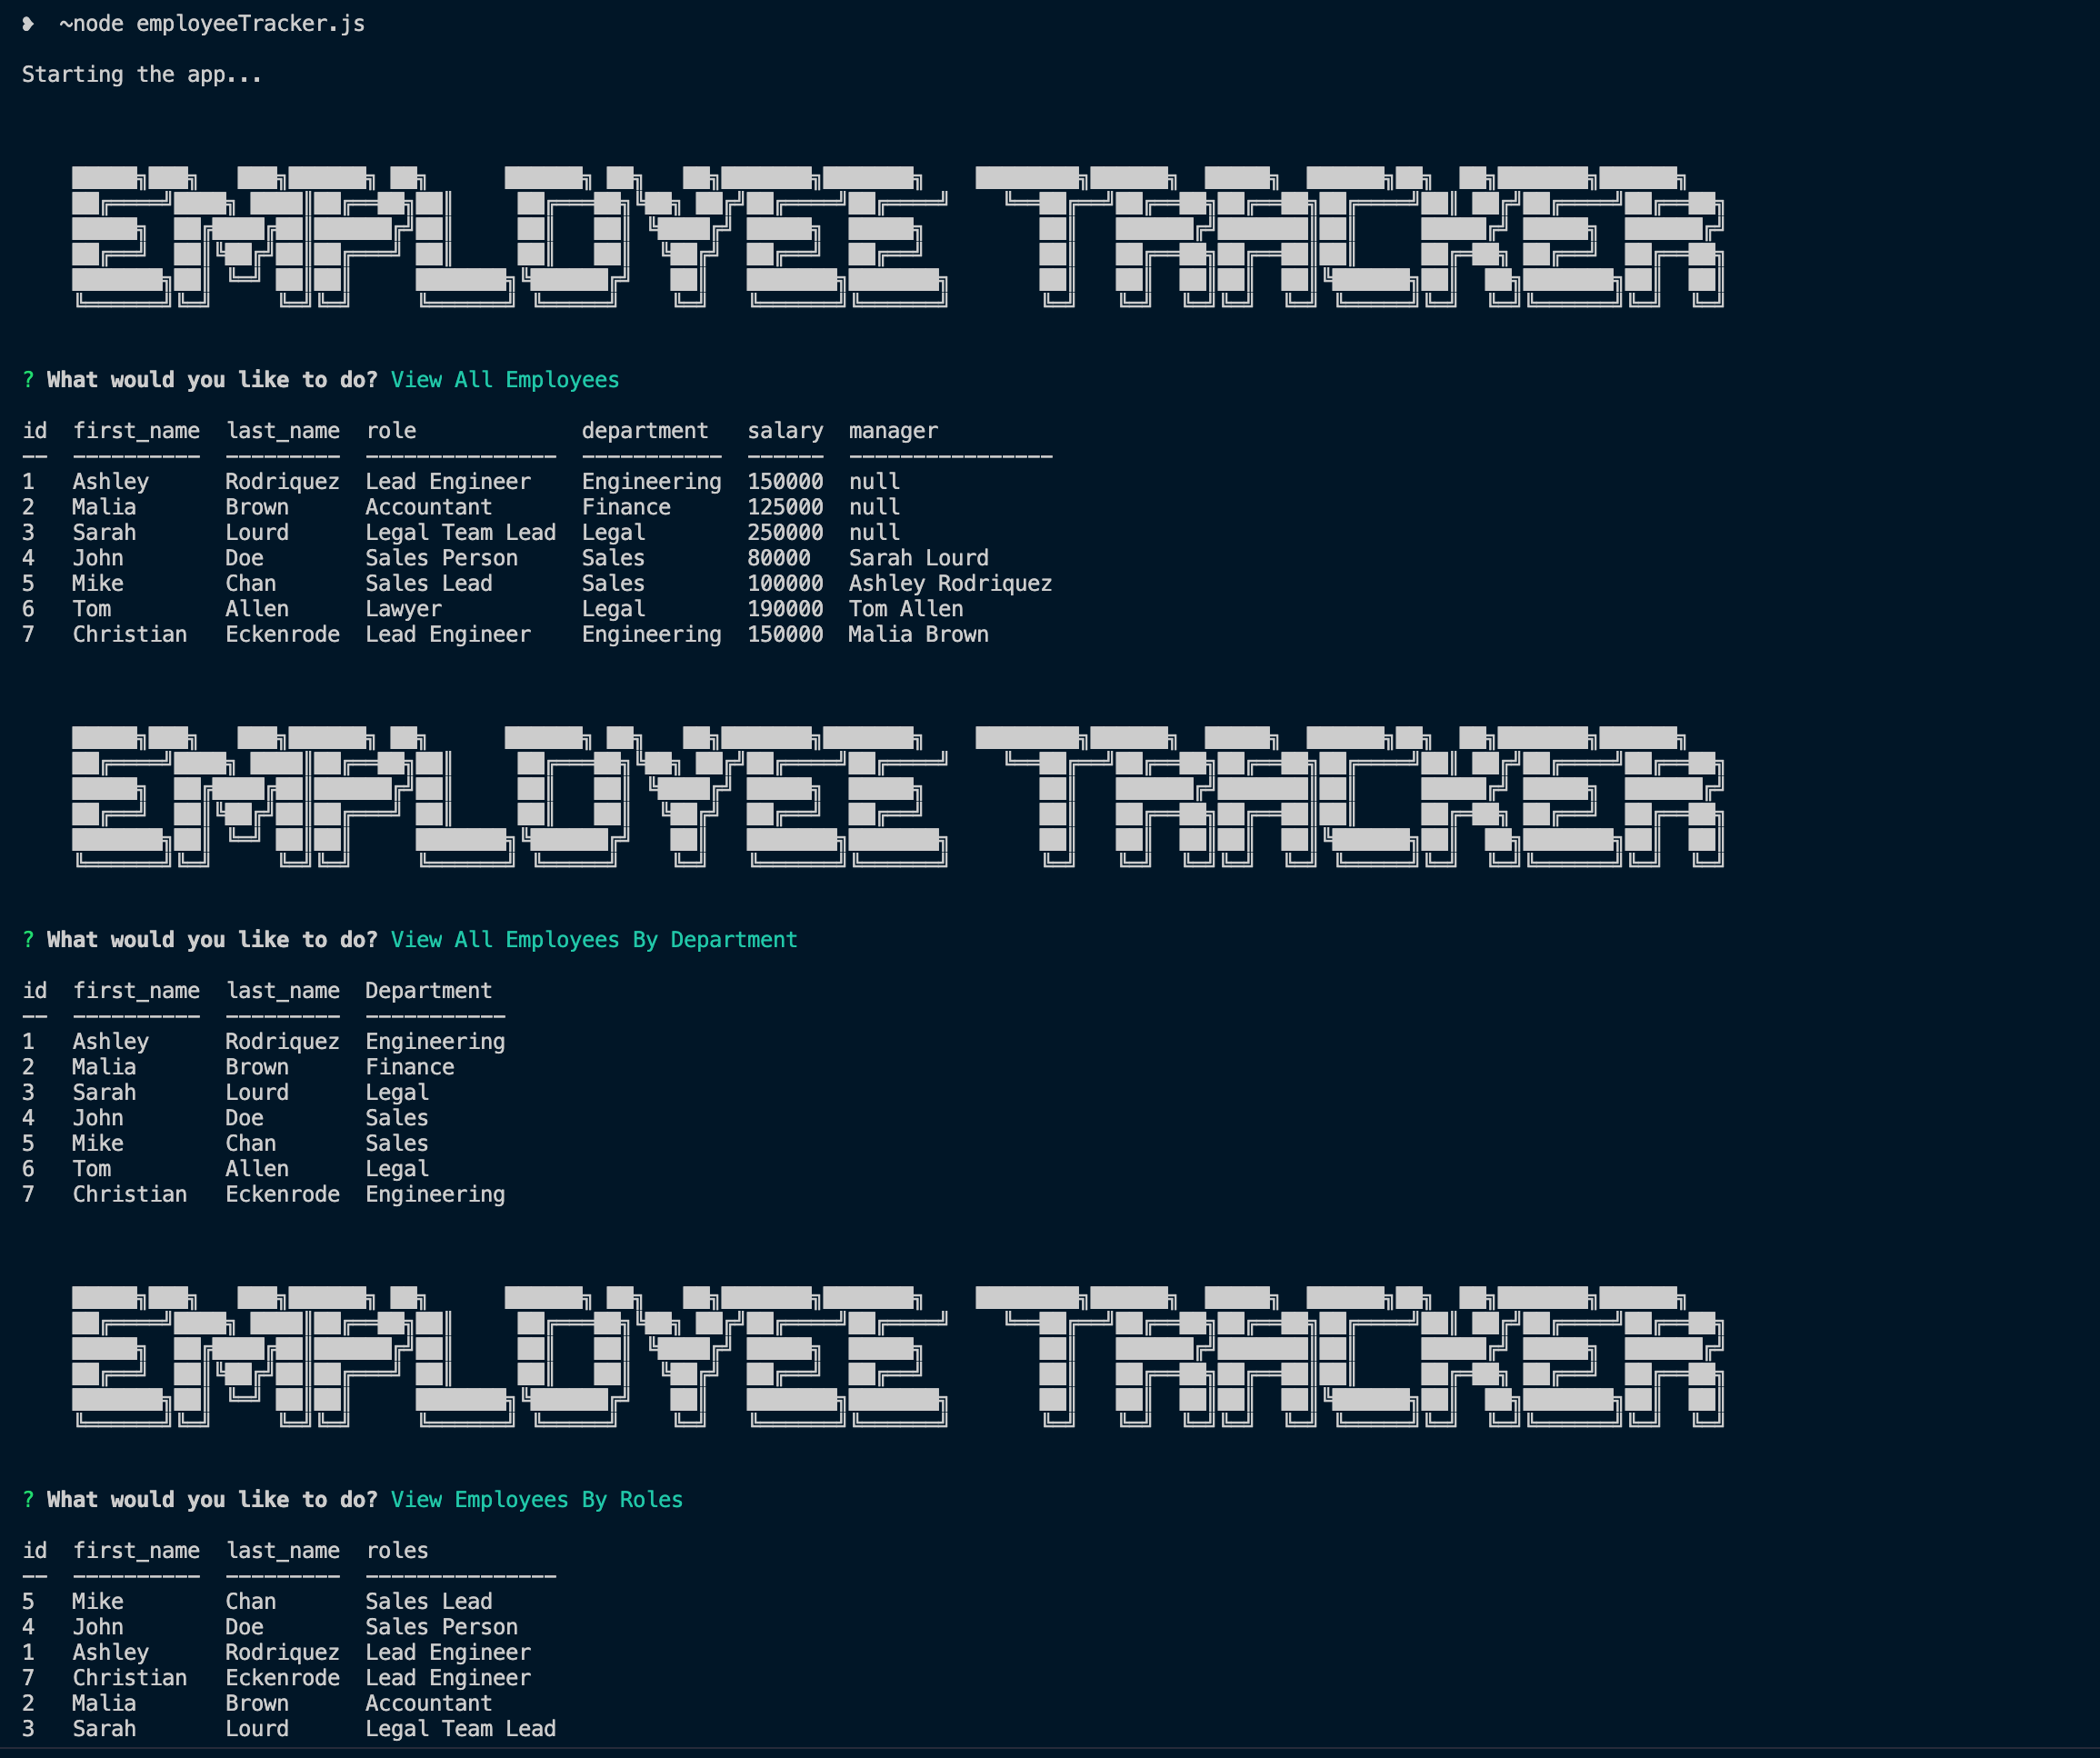 ❥ ~node employeeTracker.js
Starting the app...
EMPLOYEE TRACKER
? What would you like to do? View All Employees
id first_name last_name role department salary manager
-- ---------- --------- --------------- ----------- ------ ----------------
1 Ashley Rodriquez Lead Engineer Engineering 150000 null
2 Malia Brown Accountant Finance 125000 null
3 Sarah Lourd Legal Team Lead Legal 250000 null
4 John Doe Sales Person Sales 80000 Sarah Lourd
5 Mike Chan Sales Lead Sales 100000 Ashley Rodriquez
6 Tom Allen Lawyer Legal 190000 Tom Allen
7 Christian Eckenrode Lead Engineer Engineering 150000 Malia Brown
EMPLOYEE TRACKER
? What would you like to do? View All Employees By Department
id first_name last_name Department
-- ---------- --------- -----------
1 Ashley Rodriquez Engineering
2 Malia Brown Finance
3 Sarah Lourd Legal
4 John Doe Sales
5 Mike Chan Sales
6 Tom Allen Legal
7 Christian Eckenrode Engineering
EMPLOYEE TRACKER
? What would you like to do? View Employees By Roles
id first_name last_name roles
-- ---------- --------- ---------------
5 Mike Chan Sales Lead
4 John Doe Sales Person
1 Ashley Rodriquez Lead Engineer
7 Christian Eckenrode Lead Engineer
2 Malia Brown Accountant
3 Sarah Lourd Legal Team Lead